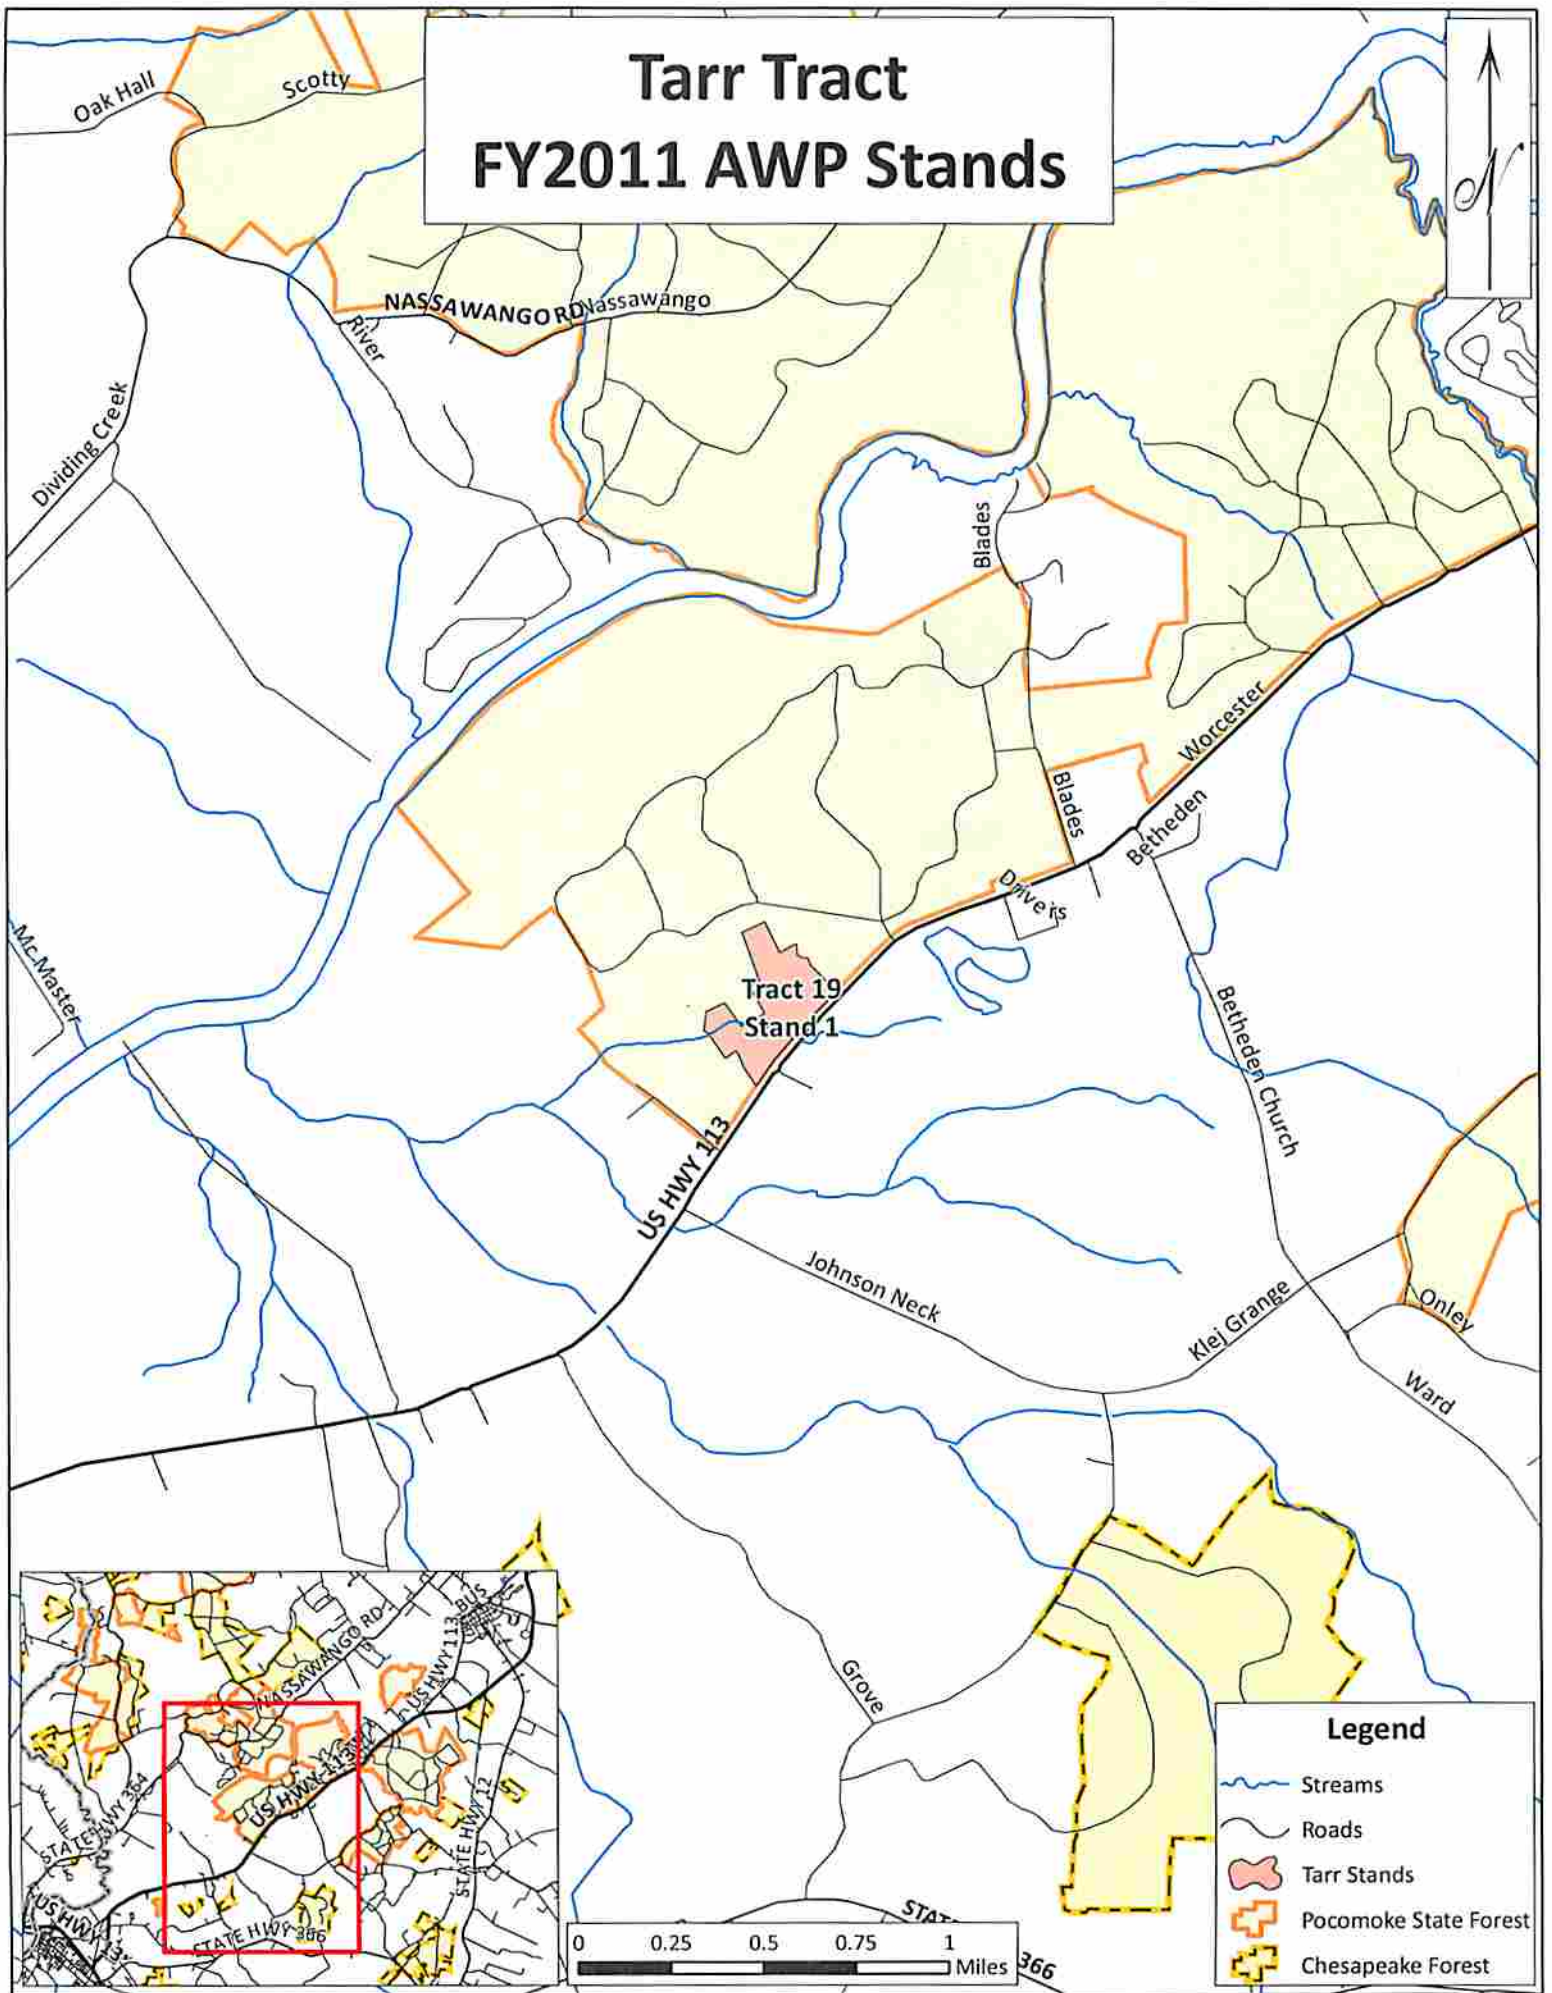 Tarr Tract
FY2011 AWP Stands
N
Oak Hall
Scotty
NASSAWANGO RD
Nassawango
River
Dividing Creek
Blades
Worcester
Blades
Betheden
Drivers
Mc Master
Tract 19
Stand 1
Betheden Church
US HWY 113
Johnson Neck
Klej Grange
Onley
Ward
Grove
STAT
366
NASSAWANGO RD
US HWY 113 BUS
US HWY 113
STATE HWY 364
STATE HWY 12
US HWY 13
STATE HWY 366
0 0.25 0.5 0.75 1
Miles
Legend
Streams
Roads
Tarr Stands
Pocomoke State Forest
Chesapeake Forest